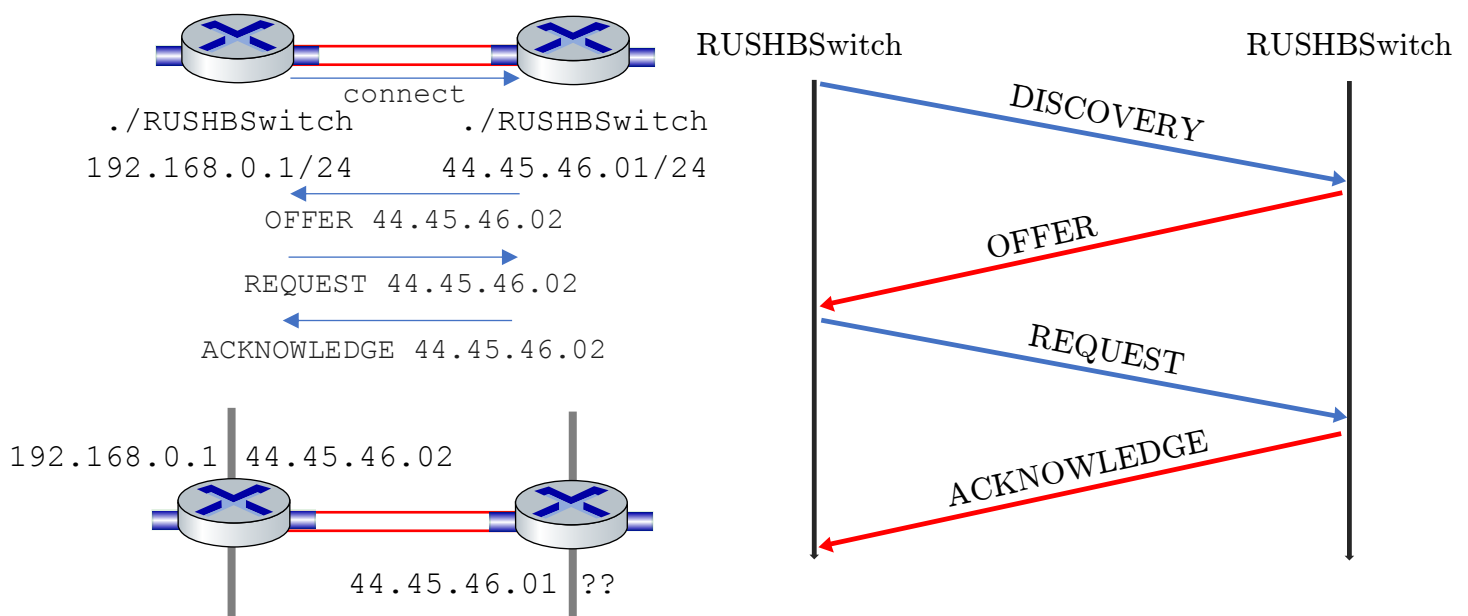 connect
./RUSHBSwitch ./RUSHBSwitch
192.168.0.1/24 44.45.46.01/24
OFFER 44.45.46.02
REQUEST 44.45.46.02
ACKNOWLEDGE 44.45.46.02
192.168.0.1 44.45.46.02
44.45.46.01 ??
RUSHBSwitch RUSHBSwitch
DISCOVERY
OFFER
REQUEST
ACKNOWLEDGE